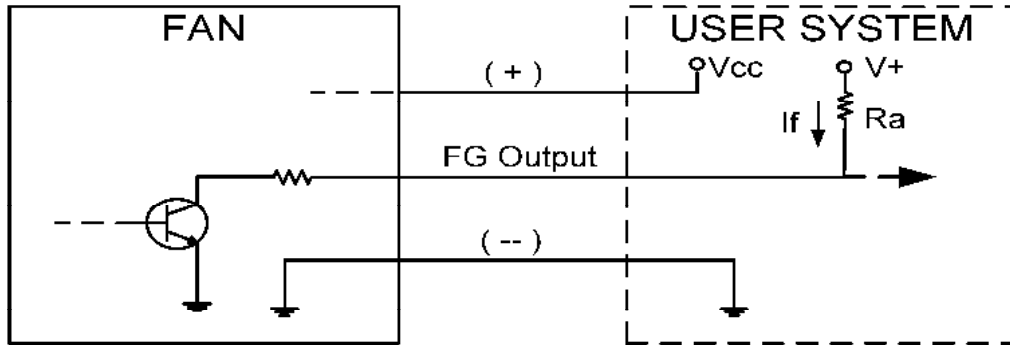 FAN
USER SYSTEM
( + )
Vcc
V+
If
Ra
FG Output
( -- )